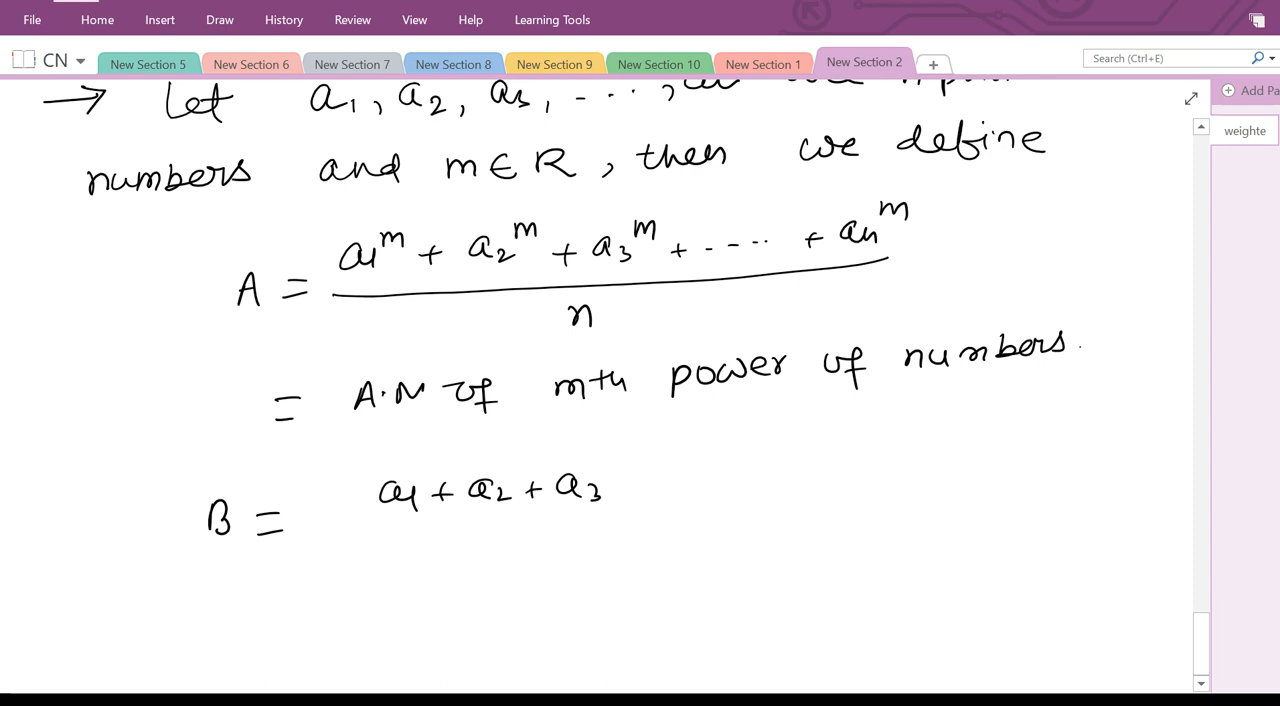 File Home Insert Draw History Review View Help Learning Tools
CN New Section 5 New Section 6 New Section 7 New Section 8 New Section 9 New Section 10 New Section 1 New Section 2 + Search (Ctrl+E)
Add Pa
weighte
→ Let a₁, a₂, a₃, - - - ,
numbers and m ∈ R, then we define
A = (a₁^m + a₂^m + a₃^m + - - - - + aₙ^m) / n
= A.M of mth power of numbers.
B = a₁ + a₂ + a₃